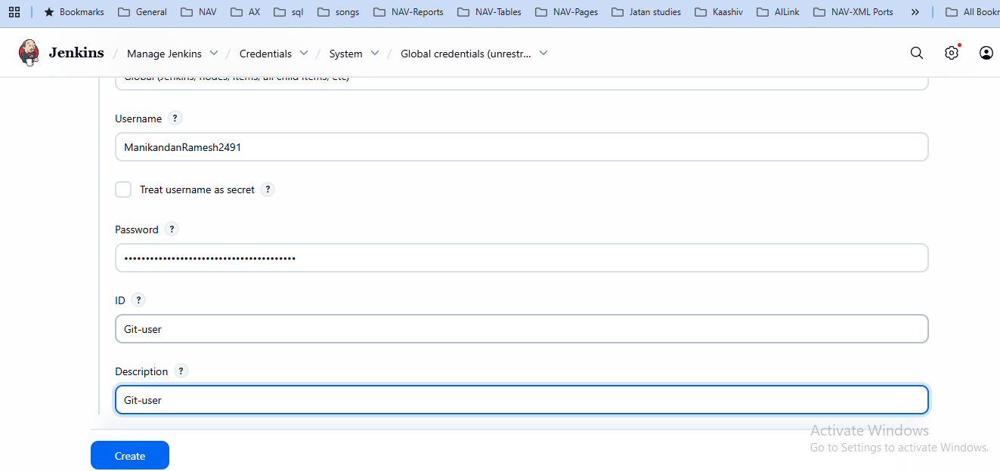 Bookmarks General NAV AX sql songs NAV-Reports NAV-Tables NAV-Pages Jatan studies Kaashiv AILink NAV-XML Ports » All Bookr
Jenkins / Manage Jenkins / Credentials / System / Global credentials (unrestr...
Global (Jenkins, nodes, items, all child items, etc)
Username ?
ManikandanRamesh2491
Treat username as secret ?
Password ?
••••••••••••••••••••••••••••••••••••••••
ID ?
Git-user
Description ?
Git-user
Activate Windows
Go to Settings to activate Windows.
Create